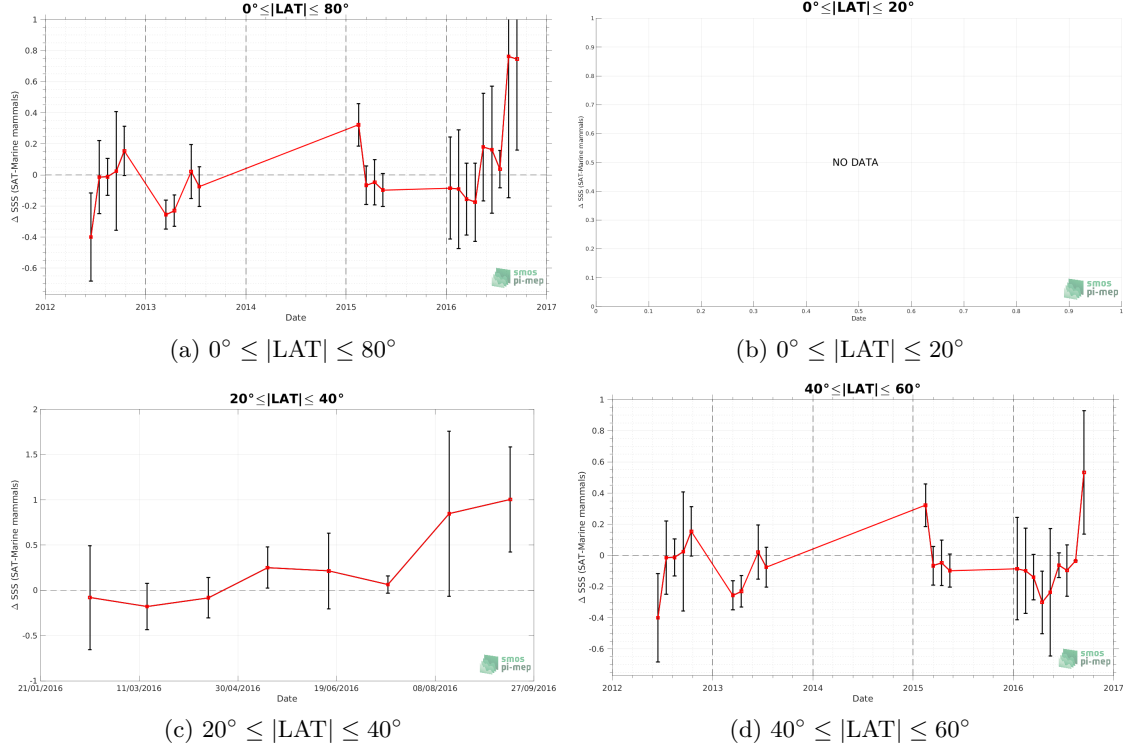 0°≤|LAT|≤ 80°
Δ SSS (SAT-Marine mammals)
1
0.8
0.6
0.4
0.2
0
-0.2
-0.4
-0.6
2012
2013
2015
2016
2017
Date
smos
pi-mep
(a) 0° ≤ |LAT| ≤ 80°
0°≤|LAT|≤ 20°
Δ SSS (SAT-Marine mammals)
1
0.9
0.8
0.7
0.6
0.5
0.4
0.3
0.2
0.1
0
NO DATA
0
0.1
0.2
0.3
0.4
0.5
0.6
0.7
0.8
0.9
1
Date
smos
pi-mep
(b) 0° ≤ |LAT| ≤ 20°
20°≤|LAT|≤ 40°
Δ SSS (SAT-Marine mammals)
2
1.5
1
0.5
0
-0.5
-1
21/01/2016
11/03/2016
30/04/2016
19/06/2016
08/08/2016
27/09/2016
Date
smos
pi-mep
(c) 20° ≤ |LAT| ≤ 40°
40°≤|LAT|≤ 60°
Δ SSS (SAT-Marine mammals)
1
0.8
0.6
0.4
0.2
0
-0.2
-0.4
-0.6
2012
2013
2014
2015
2016
2017
Date
smos
pi-mep
(d) 40° ≤ |LAT| ≤ 60°